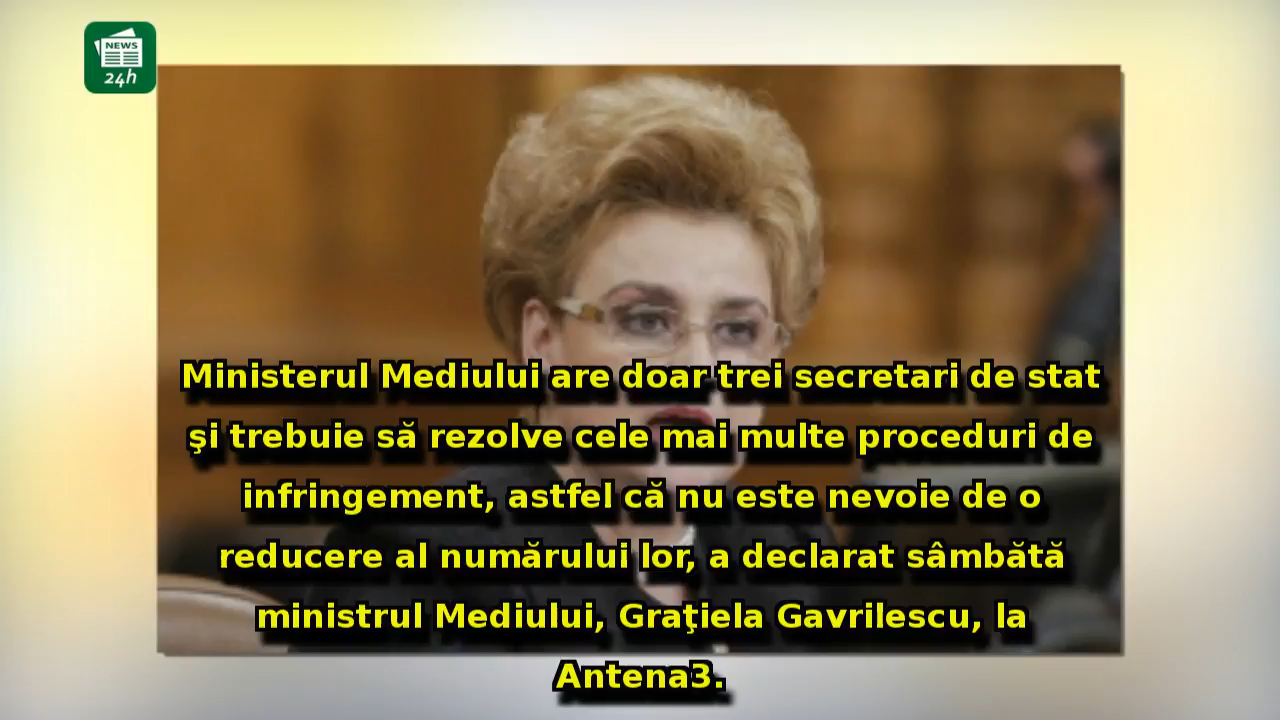 NEWS
24h
Ministerul Mediului are doar trei secretari de stat
şi trebuie să rezolve cele mai multe proceduri de
infringement, astfel că nu este nevoie de o
reducere al numărului lor, a declarat sâmbătă
ministrul Mediului, Graţiela Gavrilescu, la
Antena3.